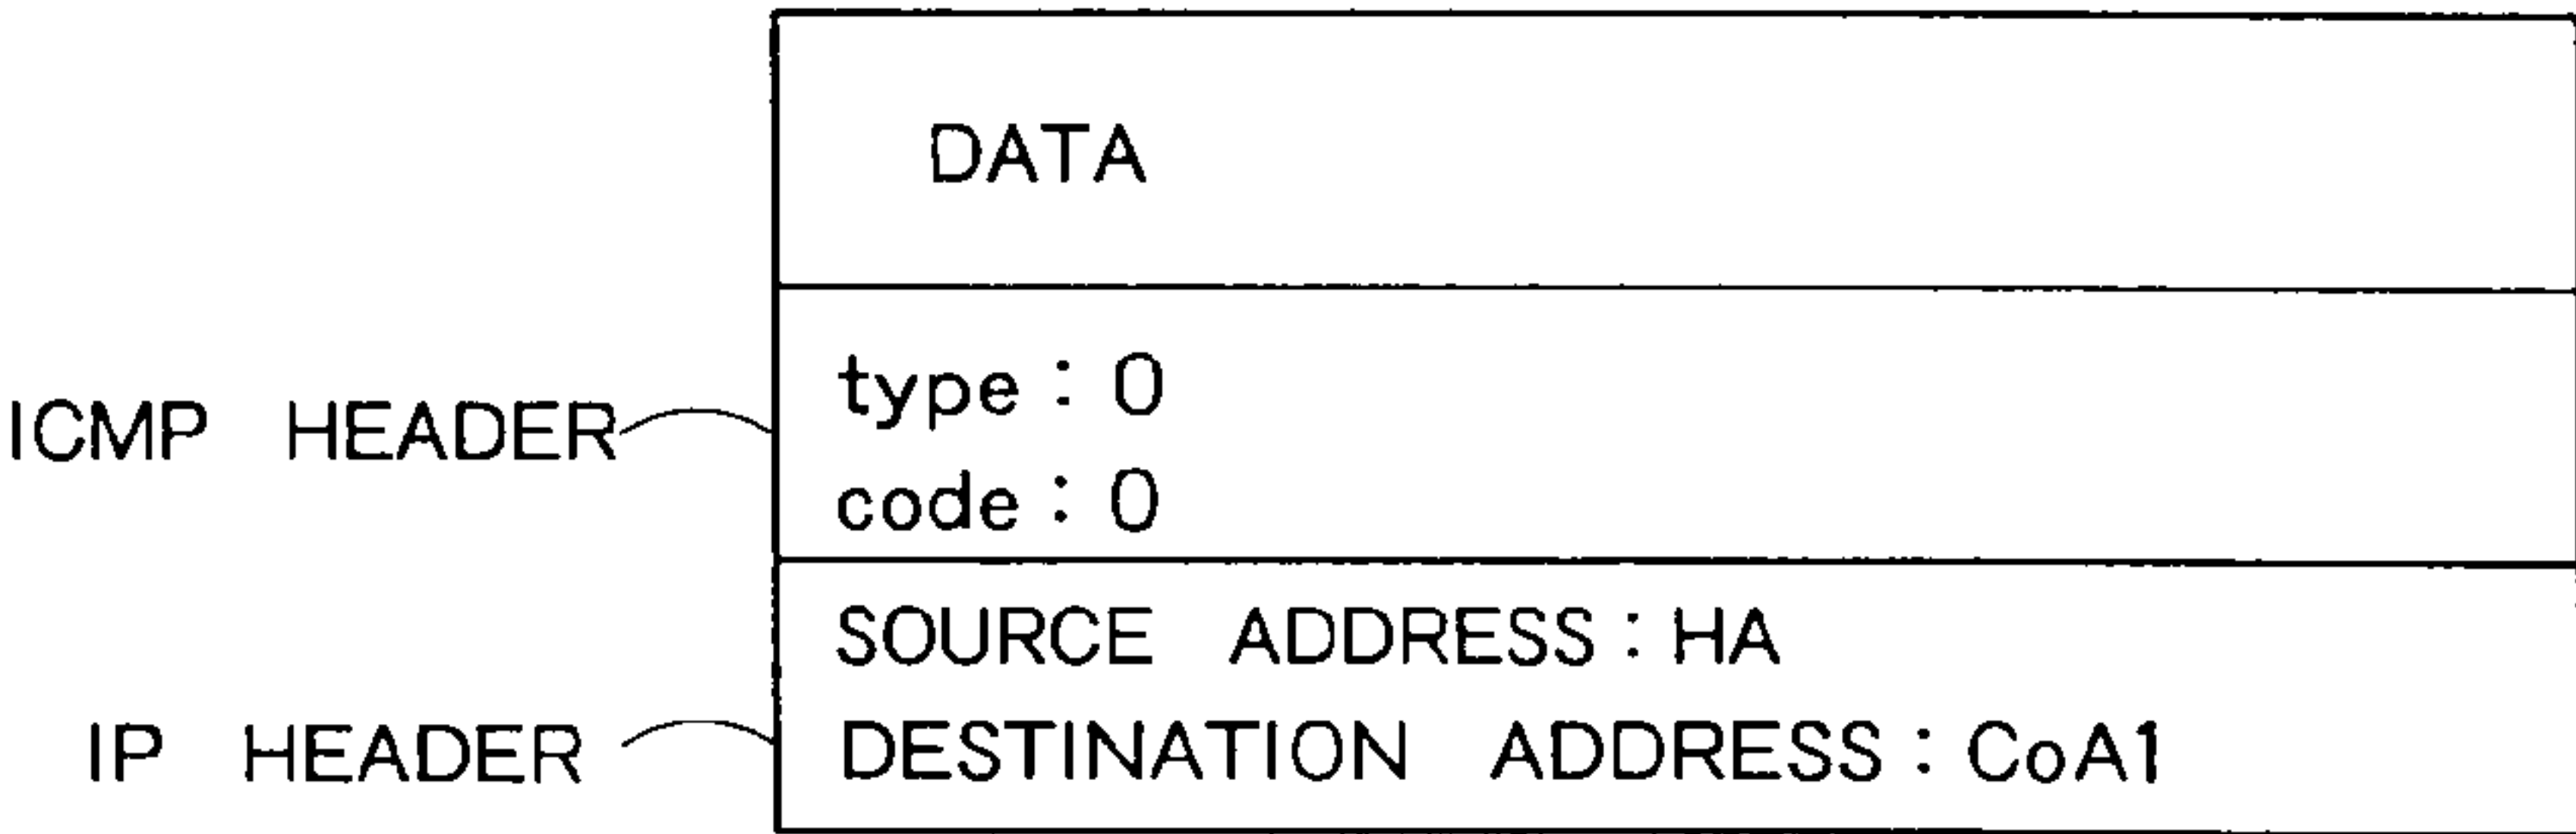 DATA
type : 0
ICMP HEADER
code : 0
SOURCE ADDRESS : HA
IP HEADER
DESTINATION ADDRESS : CoA1